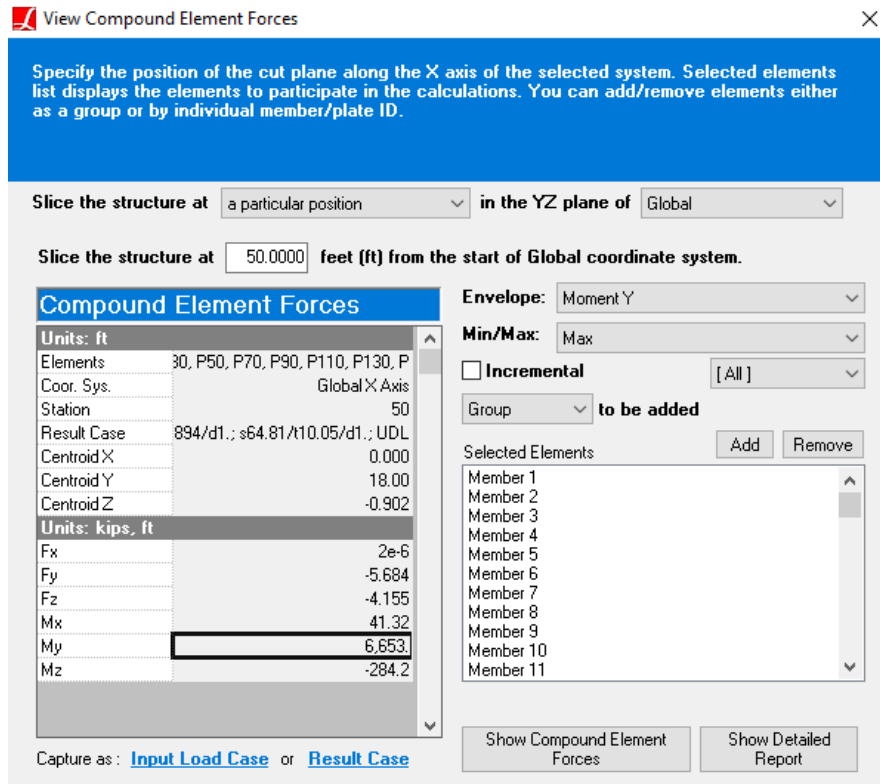 View Compound Element Forces
Specify the position of the cut plane along the X axis of the selected system. Selected elements
list displays the elements to participate in the calculations. You can add/remove elements either
as a group or by individual member/plate ID.
Slice the structure at a particular position in the YZ plane of Global
Slice the structure at 50.0000 feet (ft) from the start of Global coordinate system.
Compound Element Forces
Units: ft
Elements 30, P50, P70, P90, P110, P130, P
Coor. Sys. Global X Axis
Station 50
Result Case 894/d1.; s64.81/t10.05/d1.; UDL
Centroid X 0.000
Centroid Y 18.00
Centroid Z -0.902
Units: kips, ft
Fx 2e-6
Fy -5.684
Fz -4.155
Mx 41.32
My 6,653.
Mz -284.2
Capture as : Input Load Case or Result Case
Envelope: Moment Y
Min/Max: Max
Incremental [ All ]
Group to be added
Selected Elements Add Remove
Member 1
Member 2
Member 3
Member 4
Member 5
Member 6
Member 7
Member 8
Member 9
Member 10
Member 11
Show Compound Element
Forces
Show Detailed
Report